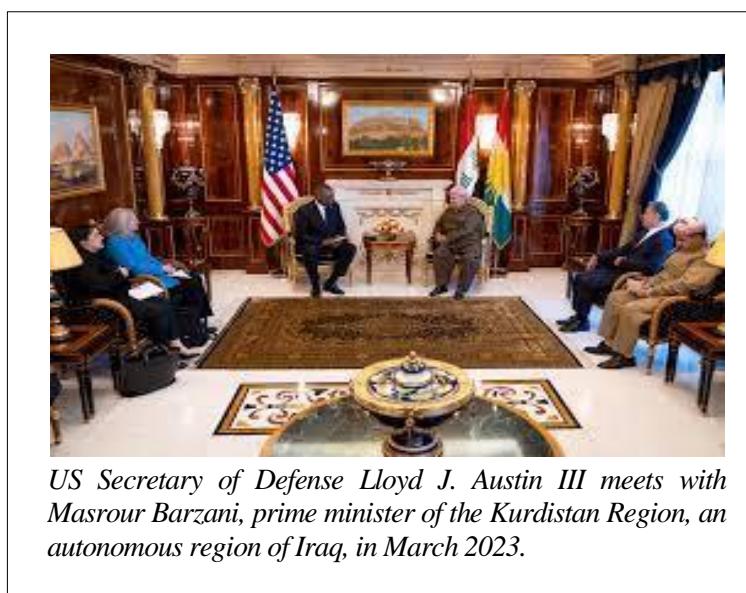 US Secretary of Defense Lloyd J. Austin III meets with
Masrour Barzani, prime minister of the Kurdistan Region, an
autonomous region of Iraq, in March 2023.